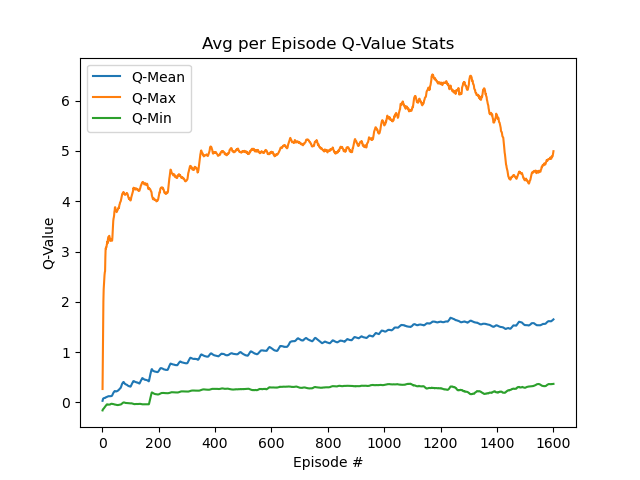 Avg per Episode Q-Value Stats
Q-Mean
Q-Max
Q-Min
Q-Value
6
5
4
3
2
1
0
0 200 400 600 800 1000 1200 1400 1600
Episode #